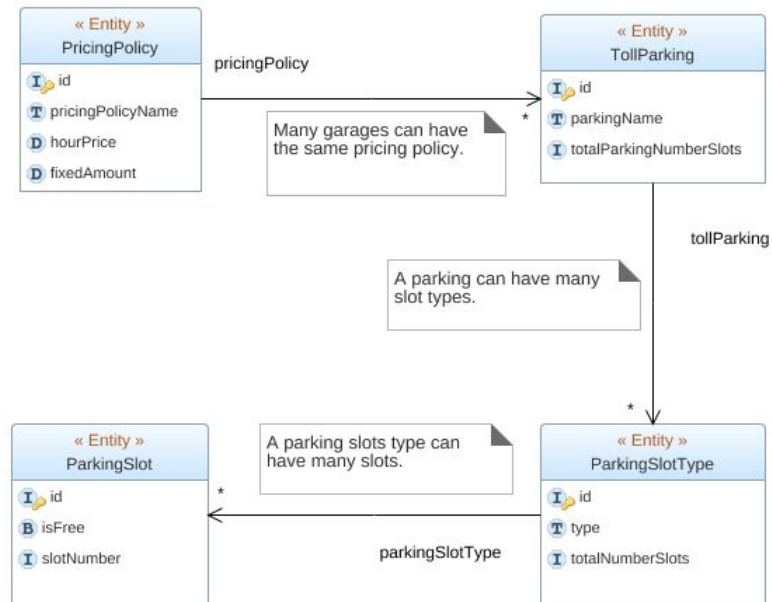 « Entity »
PricingPolicy
id
pricingPolicyName
hourPrice
fixedAmount
pricingPolicy
*
Many garages can have
the same pricing policy.
« Entity »
TollParking
id
parkingName
totalParkingNumberSlots
tollParking
*
A parking can have many
slot types.
« Entity »
ParkingSlot
id
isFree
slotNumber
*
A parking slots type can
have many slots.
parkingSlotType
« Entity »
ParkingSlotType
id
type
totalNumberSlots